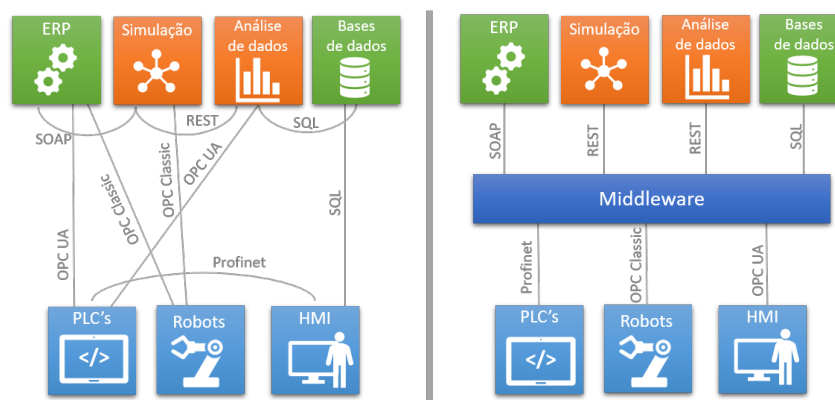 ERP
Simulação
Análise
de dados
Bases
de dados
SOAP
REST
SQL
OPC UA
OPC Classic
OPC Classic
OPC UA
SQL
Profinet
PLC's
</>
Robots
HMI
ERP
Simulação
Análise
de dados
Bases
de dados
SOAP
REST
REST
SQL
Middleware
Profinet
OPC Classic
OPC UA
PLC's
</>
Robots
HMI